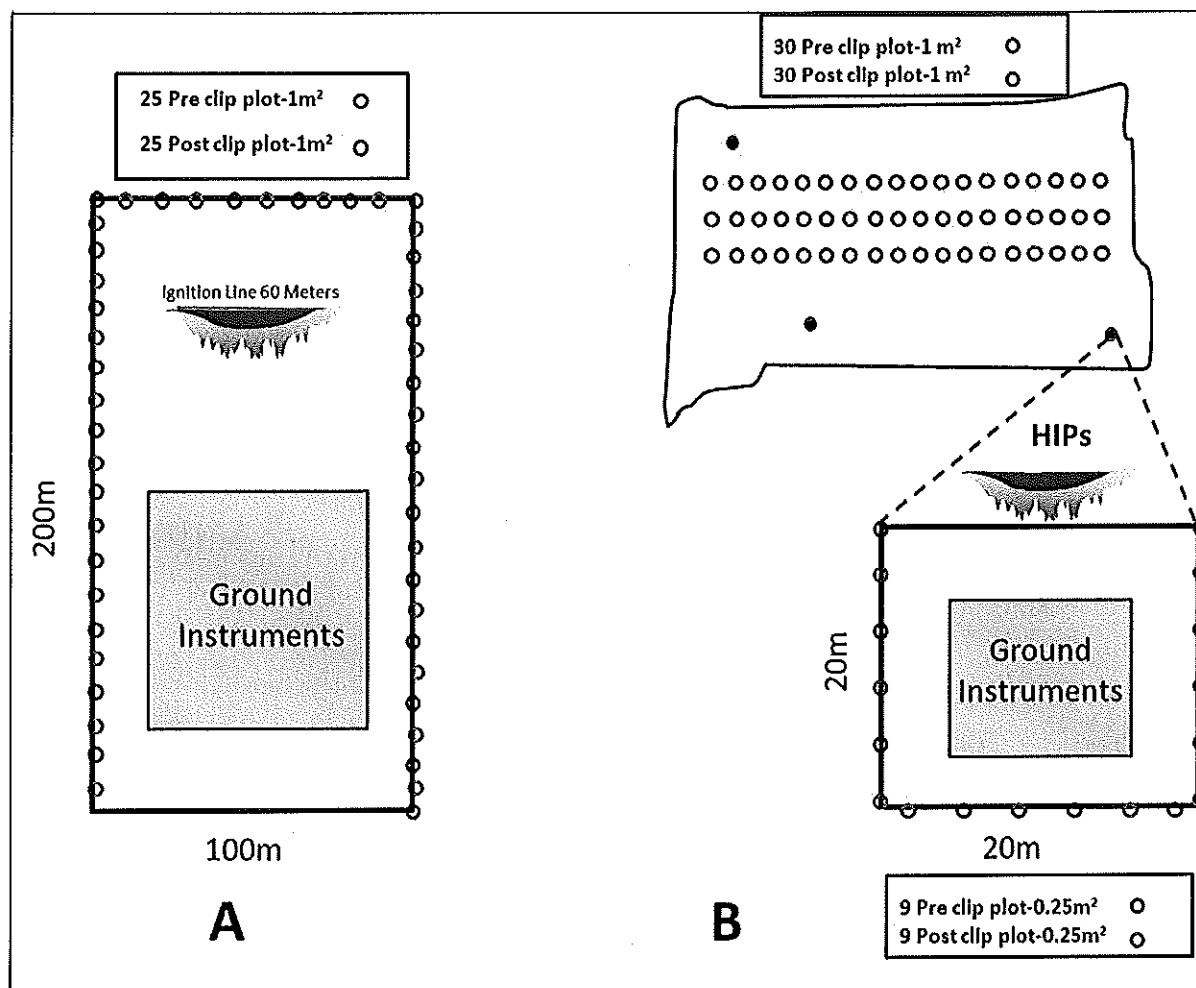 25 Pre clip plot-1m²
25 Post clip plot-1m²
Ignition Line 60 Meters
200m
Ground
Instruments
100m
A
30 Pre clip plot-1 m²
30 Post clip plot-1 m²
HIPs
20m
Ground
Instruments
20m
9 Pre clip plot-0.25m²
9 Post clip plot-0.25m²
B